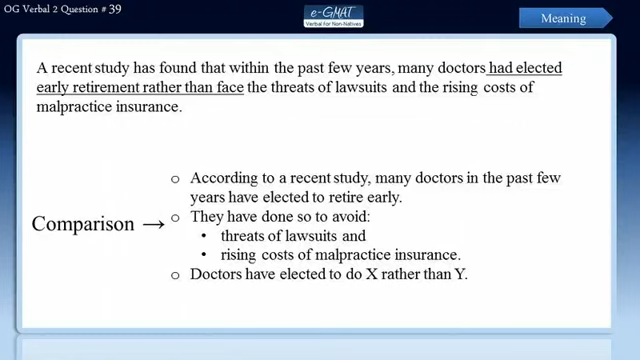 OG Verbal 2 Question # 39
e-GMAT
Verbal for Non-Natives
Meaning
A recent study has found that within the past few years, many doctors had elected
early retirement rather than face the threats of lawsuits and the rising costs of
malpractice insurance.
Comparison →
o According to a recent study, many doctors in the past few
years have elected to retire early.
o They have done so to avoid:
• threats of lawsuits and
• rising costs of malpractice insurance.
o Doctors have elected to do X rather than Y.